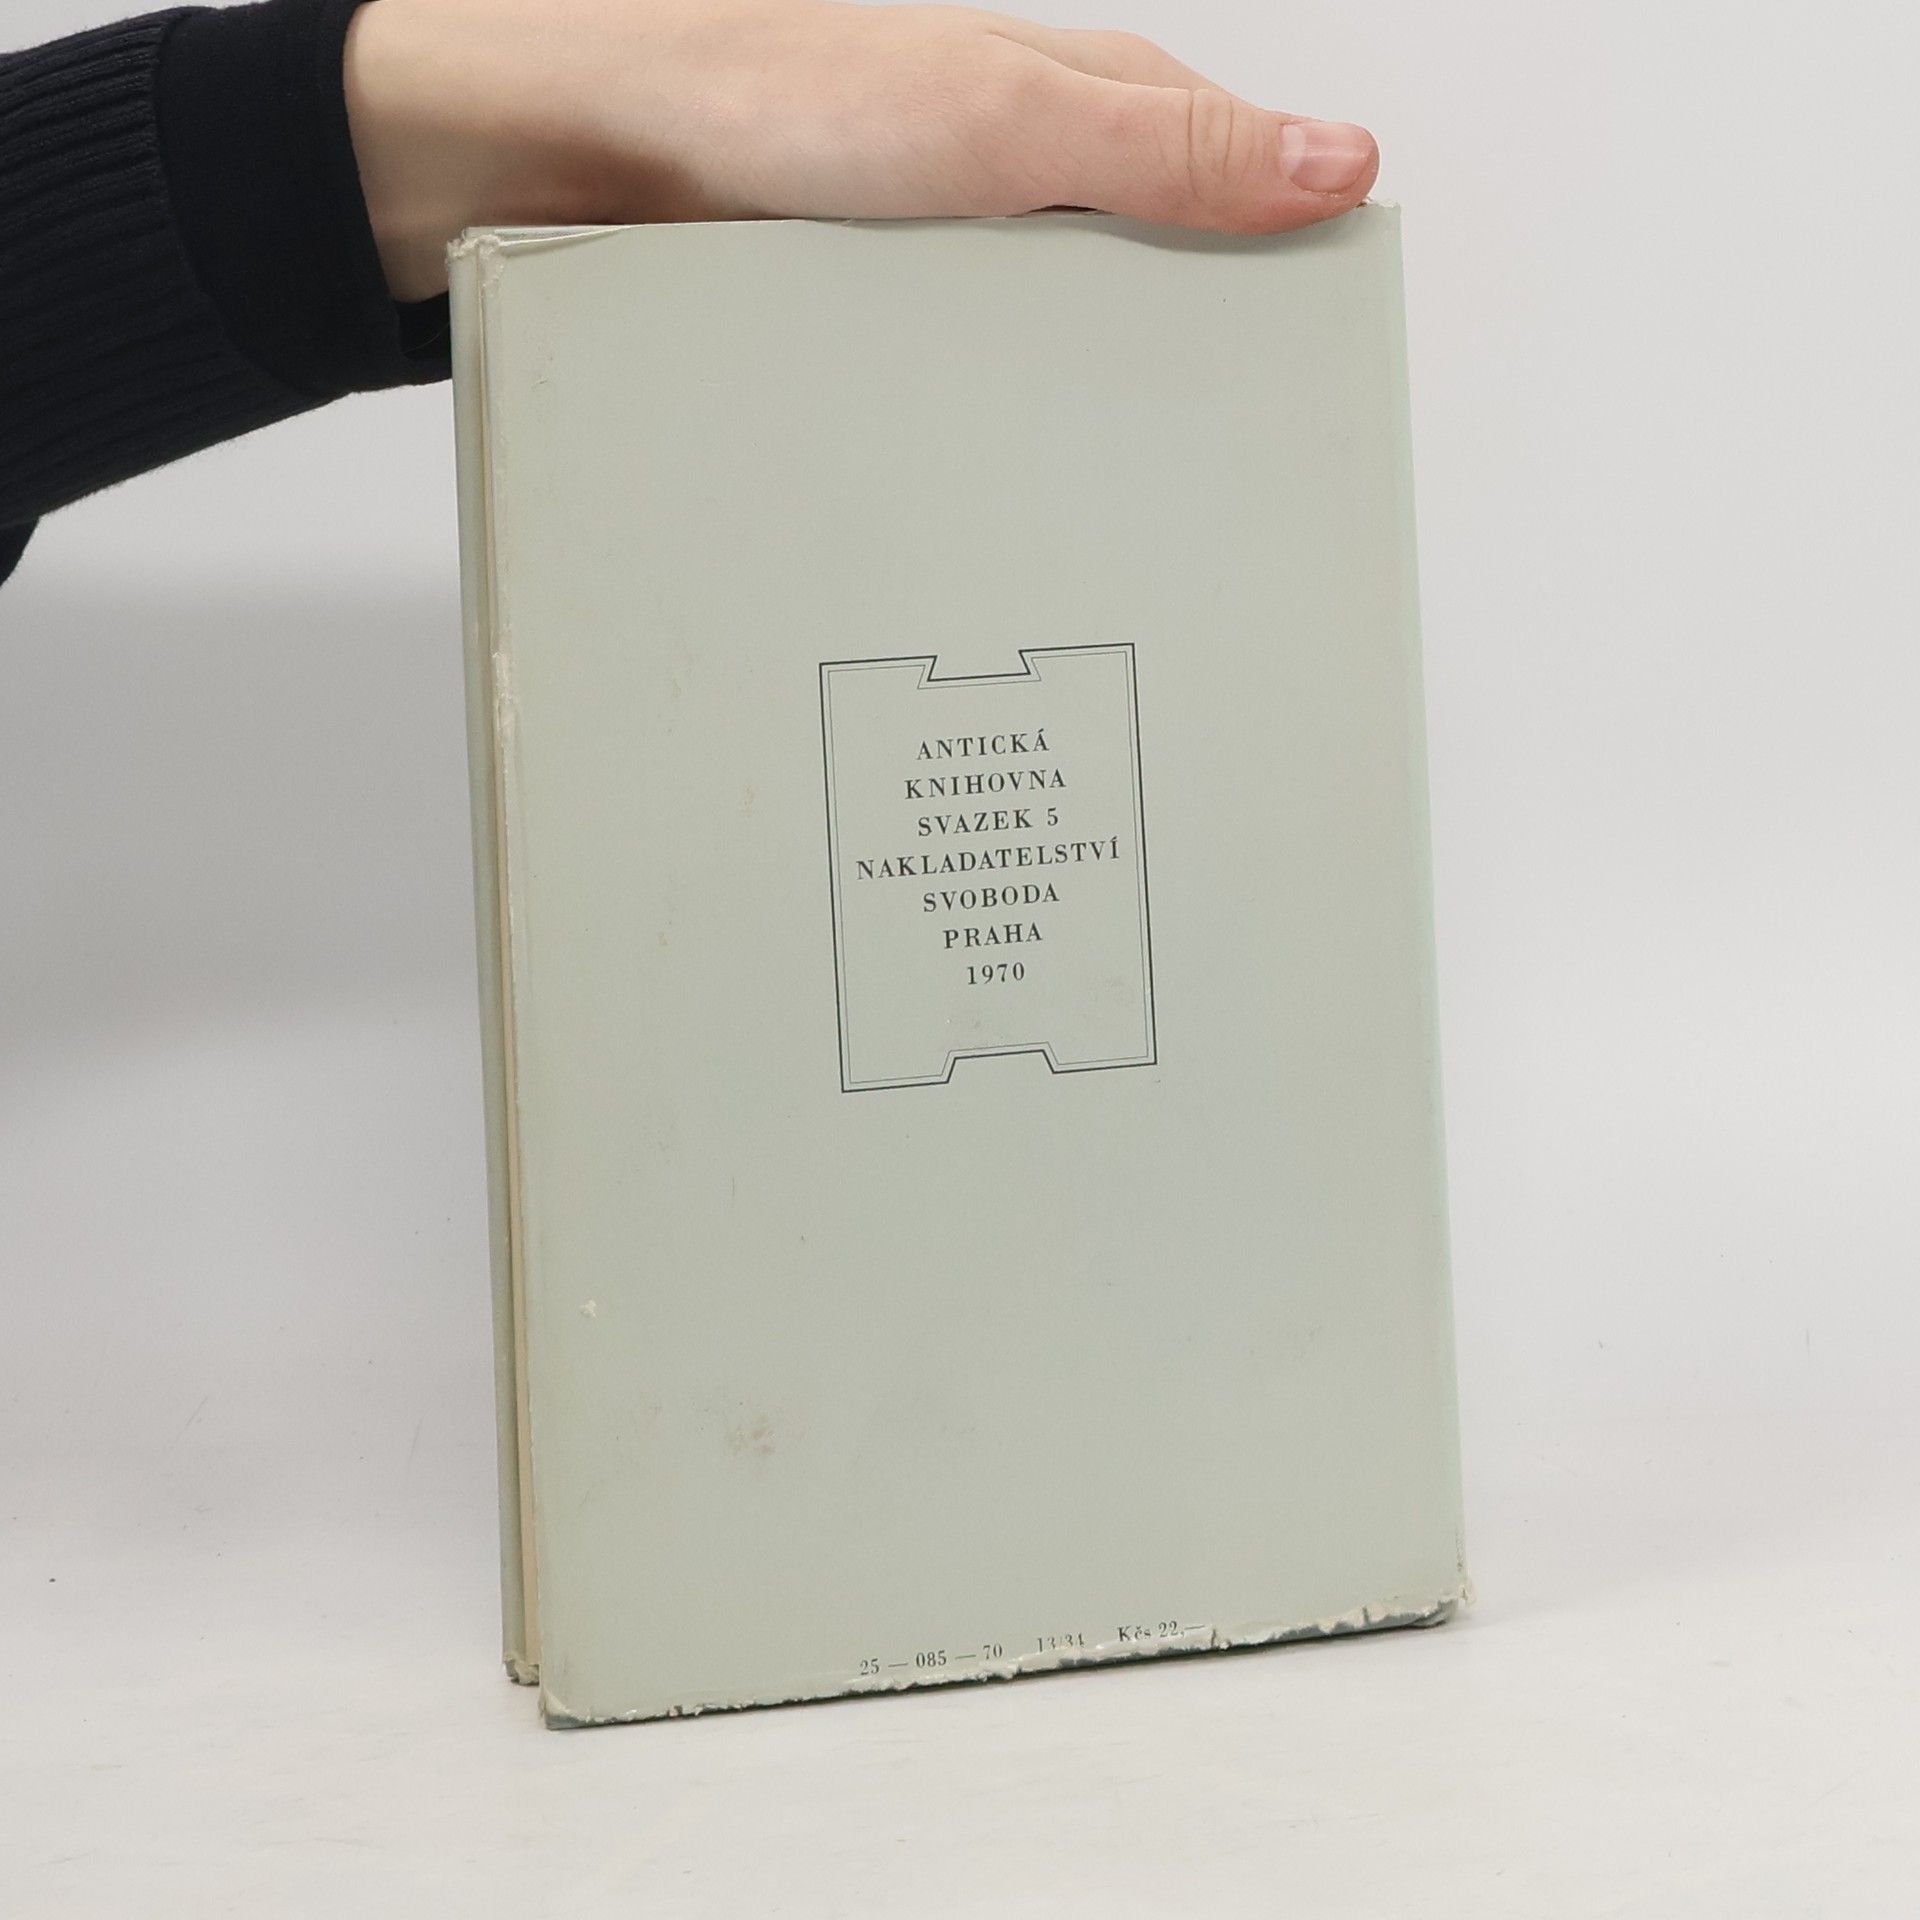 ANTICKÁ
KNIHOVNA
SVAZEK 5
NAKLADATELSTVÍ
SVOBODA
PRAHA
1970
25 — 085 — 70 13/34 Kčs 22,—